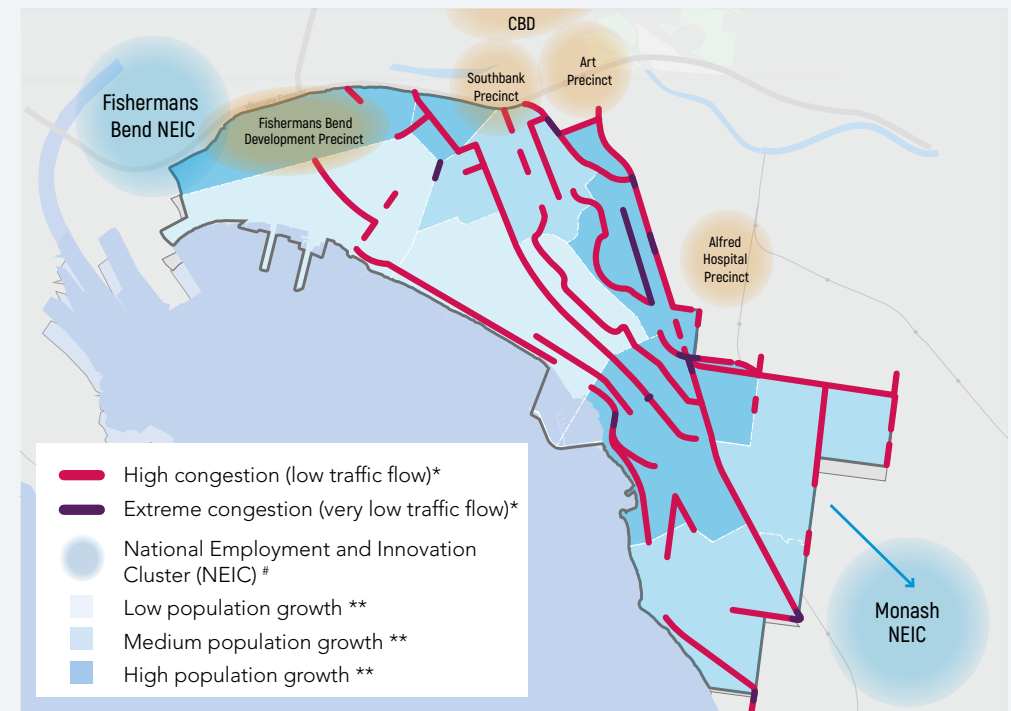 CBD
Art
Precinct
Southbank
Precinct
Fishermans
Bend NEIC
Fishermans Bend
Development Precinct
Alfred
Hospital
Precinct
High congestion (low traffic flow)*
Extreme congestion (very low traffic flow)*
National Employment and Innovation
Cluster (NEIC) #
Low population growth **
Medium population growth **
High population growth **
Monash
NEIC